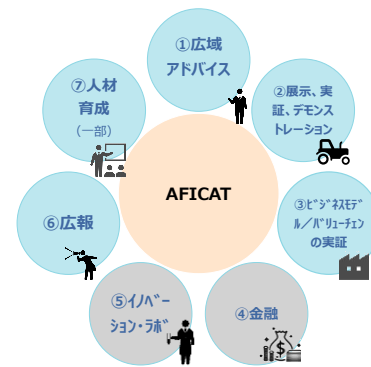 ①広域
アドバイス
②展示、実
証、デモンス
トレーション
③ﾋﾞｼﾞﾈｽﾓﾃﾞ
ﾙ／ﾊﾞﾘｭｰﾁｪﾝ
の実証
④金融
⑤ｲﾉﾍﾞｰ
ｼｮﾝ・ﾗﾎﾞ
⑥広報
⑦人材
育成
（一部）
AFICAT